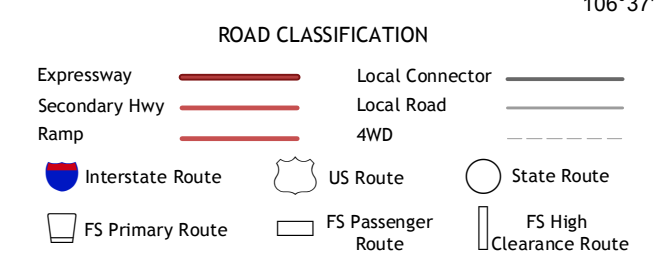 106°37'
ROAD CLASSIFICATION
Expressway
Local Connector
Secondary Hwy
Local Road
Ramp
4WD
Interstate Route
US Route
State Route
FS Primary Route
FS Passenger
Route
FS High
Clearance Route